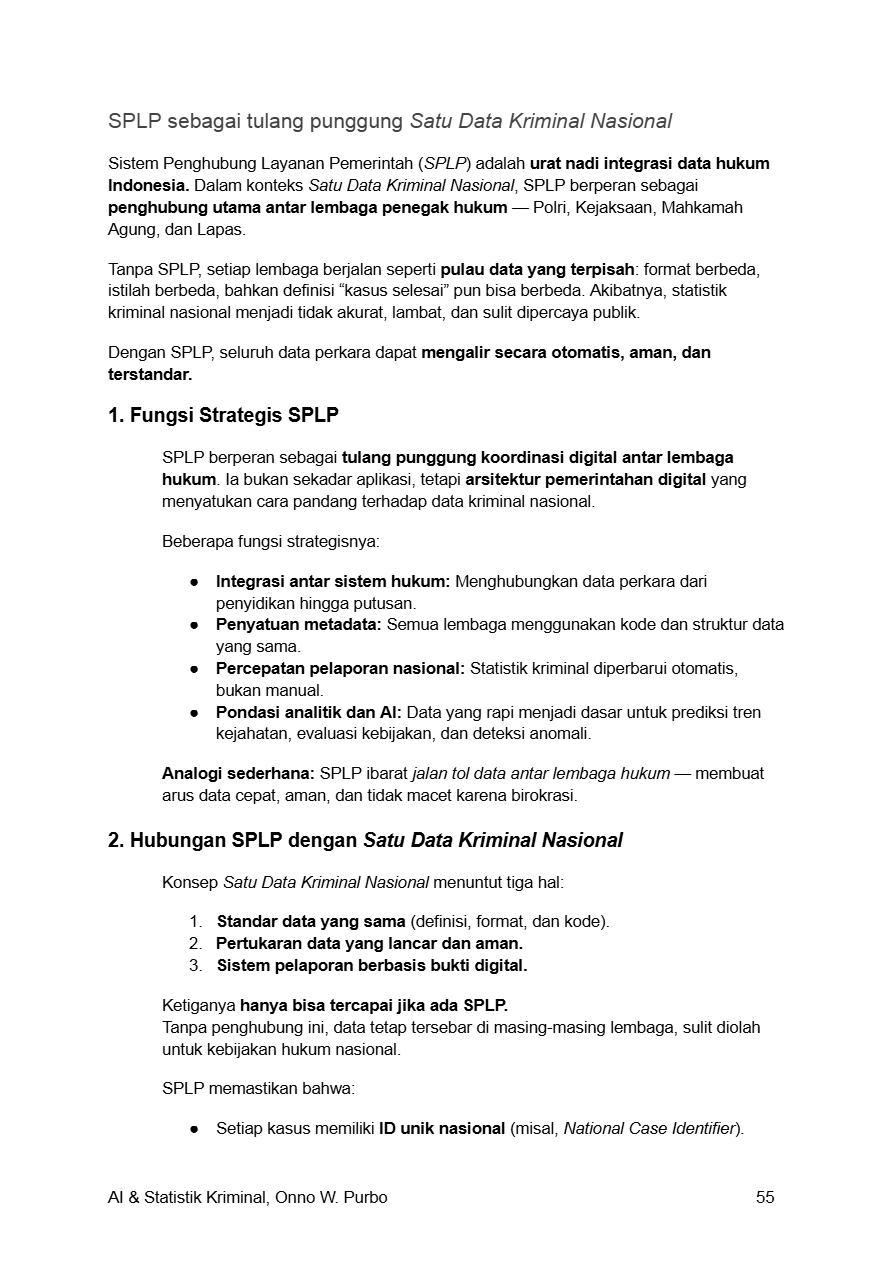 SPLP sebagai tulang punggung Satu Data Kriminal Nasional
Sistem Penghubung Layanan Pemerintah (SPLP) adalah urat nadi integrasi data hukum
Indonesia. Dalam konteks Satu Data Kriminal Nasional, SPLP berperan sebagai
penghubung utama antar lembaga penegak hukum — Polri, Kejaksaan, Mahkamah
Agung, dan Lapas.
Tanpa SPLP, setiap lembaga berjalan seperti pulau data yang terpisah: format berbeda,
istilah berbeda, bahkan definisi “kasus selesai” pun bisa berbeda. Akibatnya, statistik
kriminal nasional menjadi tidak akurat, lambat, dan sulit dipercaya publik.
Dengan SPLP, seluruh data perkara dapat mengalir secara otomatis, aman, dan
terstandar.
1. Fungsi Strategis SPLP
SPLP berperan sebagai tulang punggung koordinasi digital antar lembaga
hukum. Ia bukan sekadar aplikasi, tetapi arsitektur pemerintahan digital yang
menyatukan cara pandang terhadap data kriminal nasional.
Beberapa fungsi strategisnya:
● Integrasi antar sistem hukum: Menghubungkan data perkara dari
penyidikan hingga putusan.
● Penyatuan metadata: Semua lembaga menggunakan kode dan struktur data
yang sama.
● Percepatan pelaporan nasional: Statistik kriminal diperbarui otomatis,
bukan manual.
● Pondasi analitik dan AI: Data yang rapi menjadi dasar untuk prediksi tren
kejahatan, evaluasi kebijakan, dan deteksi anomali.
Analogi sederhana: SPLP ibarat jalan tol data antar lembaga hukum — membuat
arus data cepat, aman, dan tidak macet karena birokrasi.
2. Hubungan SPLP dengan Satu Data Kriminal Nasional
Konsep Satu Data Kriminal Nasional menuntut tiga hal:
1. Standar data yang sama (definisi, format, dan kode).
2. Pertukaran data yang lancar dan aman.
3. Sistem pelaporan berbasis bukti digital.
Ketiganya hanya bisa tercapai jika ada SPLP.
Tanpa penghubung ini, data tetap tersebar di masing-masing lembaga, sulit diolah
untuk kebijakan hukum nasional.
SPLP memastikan bahwa:
● Setiap kasus memiliki ID unik nasional (misal, National Case Identifier).
AI & Statistik Kriminal, Onno W. Purbo 55